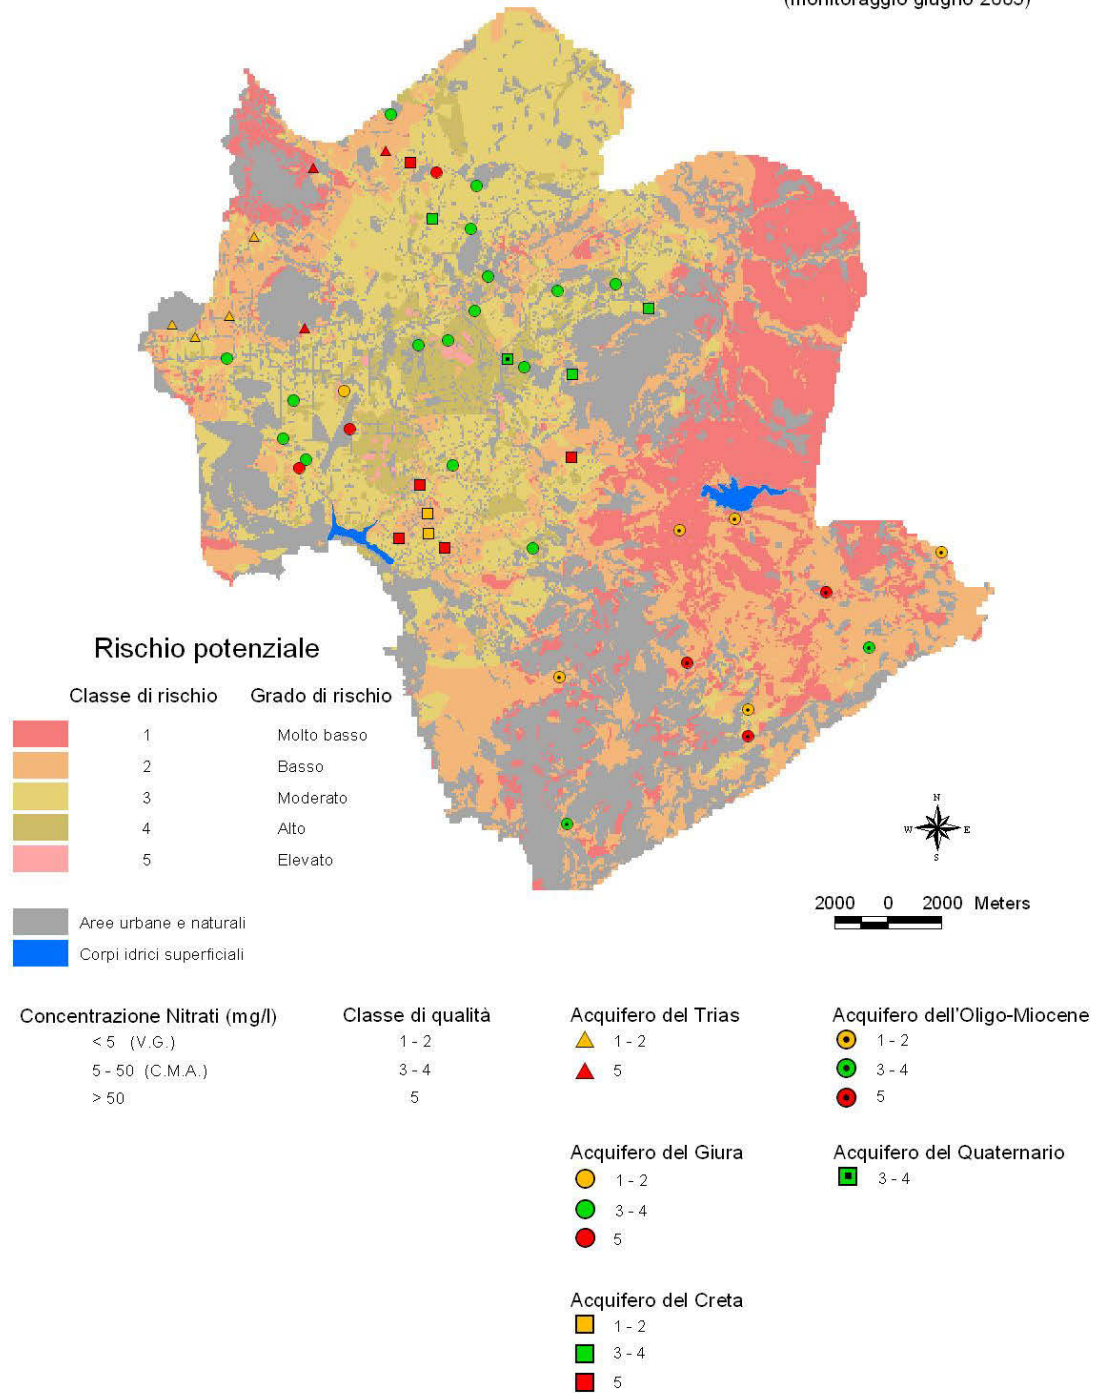 (monitoraggio giugno 2005)
Rischio potenziale
Classe di rischio Grado di rischio
1 Molto basso
2 Basso
3 Moderato
4 Alto
5 Elevato
Aree urbane e naturali
Corpi idrici superficiali
N
W E
S
2000 0 2000 Meters
Concentrazione Nitrati (mg/l) Classe di qualità
< 5 (V.G.) 1 - 2
5 - 50 (C.M.A.) 3 - 4
> 50 5
Acquifero del Trias
1 - 2
5
Acquifero dell'Oligo-Miocene
1 - 2
3 - 4
5
Acquifero del Giura
1 - 2
3 - 4
5
Acquifero del Quaternario
3 - 4
Acquifero del Creta
1 - 2
3 - 4
5